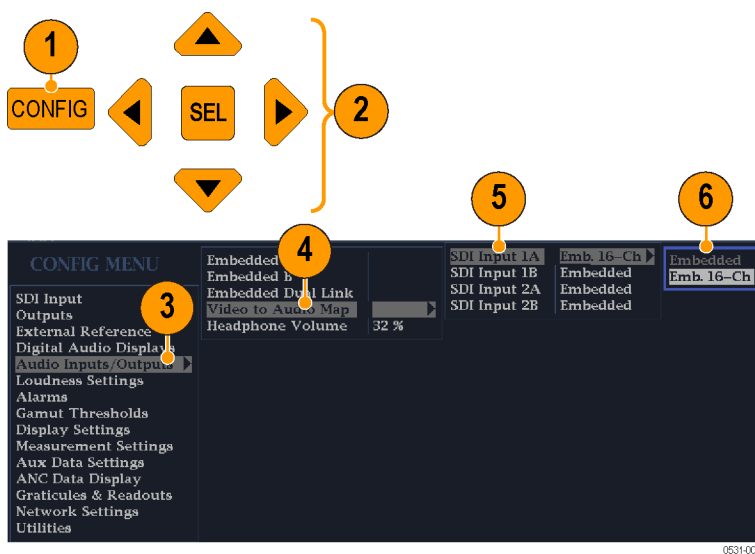 1
CONFIG
SEL
2
5
6
4
3
CONFIG MENU
SDI Input
Outputs
External Reference
Digital Audio Displays
Audio Inputs/Outputs
Loudness Settings
Alarms
Gamut Thresholds
Display Settings
Measurement Settings
Aux Data Settings
ANC Data Display
Graticules & Readouts
Network Settings
Utilities
Embedded
Embedded B
Embedded Dual Link
Video to Audio Map
Headphone Volume 32 %
SDI Input 1A Emb. 16-Ch
SDI Input 1B Embedded
SDI Input 2A Embedded
SDI Input 2B Embedded
Embedded
Emb. 16-Ch